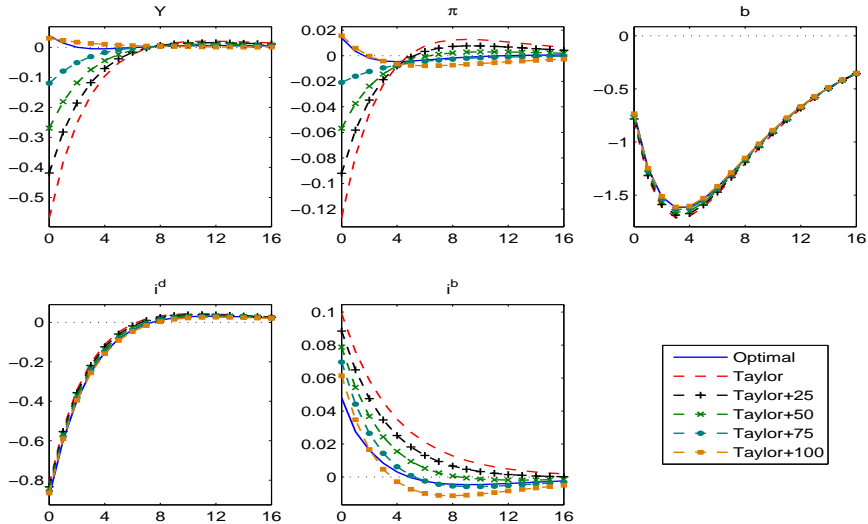 Y
0.1
0
−0.1
−0.2
−0.3
−0.4
−0.5
0 4 8 12 16
π
0.02
0
−0.02
−0.04
−0.06
−0.08
−0.1
−0.12
0 4 8 12 16
b
0
−0.5
−1
−1.5
0 4 8 12 16
i^d
0
−0.2
−0.4
−0.6
−0.8
0 4 8 12 16
i^b
0.1
0.08
0.06
0.04
0.02
0
0 4 8 12 16
Optimal
Taylor
Taylor+25
Taylor+50
Taylor+75
Taylor+100